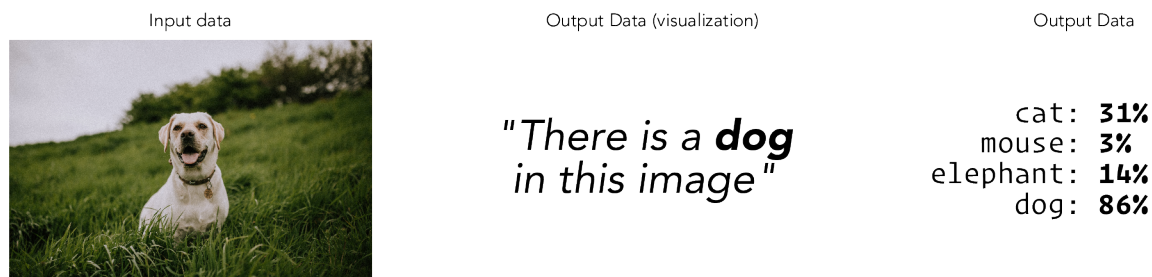 Input data
Output Data (visualization)
Output Data
"There is a dog
in this image"
cat: 31%
mouse: 3%
elephant: 14%
dog: 86%